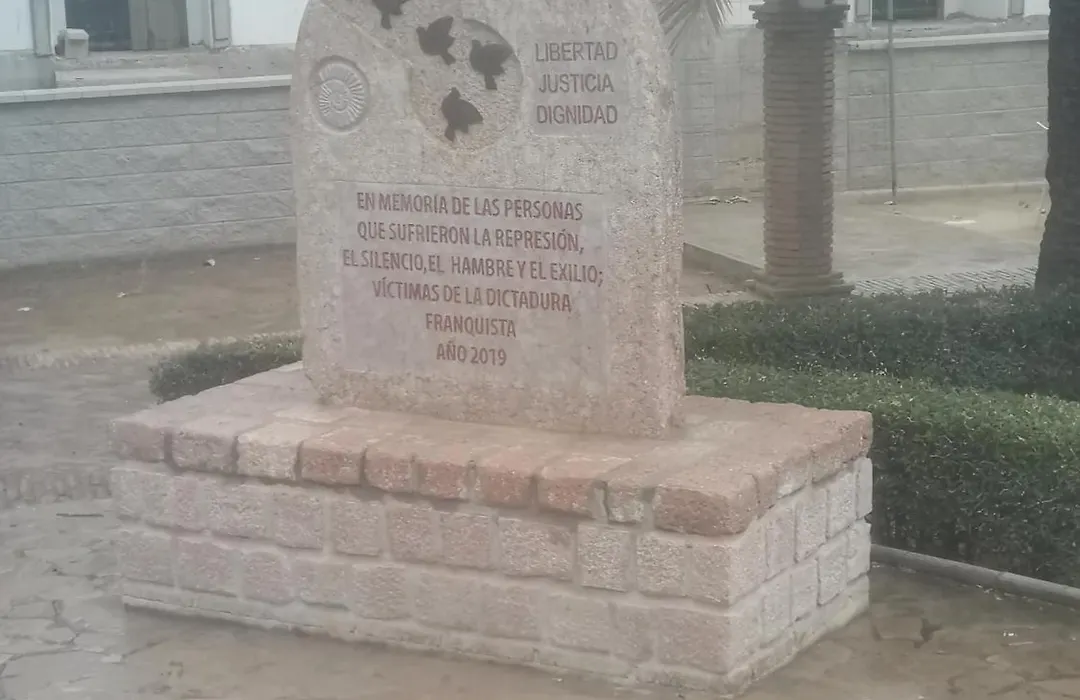 LIBERTAD
JUSTICIA
DIGNIDAD
EN MEMORIA DE LAS PERSONAS
QUE SUFRIERON LA REPRESIÓN,
EL SILENCIO, EL HAMBRE Y EL EXILIO;
VÍCTIMAS DE LA DICTADURA
FRANQUISTA
AÑO 2019